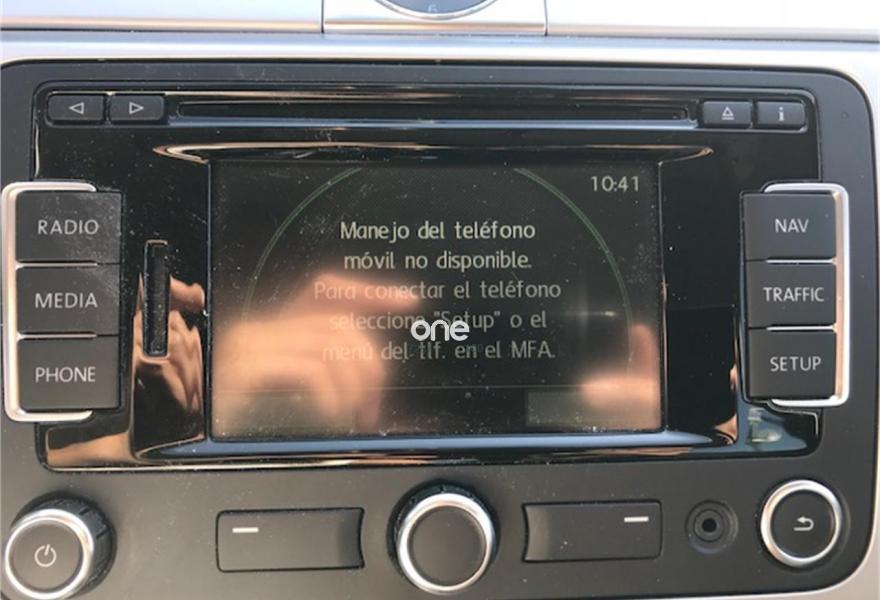 6
i
10:41
RADIO
NAV
Manejo del teléfono
móvil no disponible.
MEDIA
Para conectar el teléfono
TRAFFIC
seleccione "Setup" o el
one
menú del tlf. en el MFA.
PHONE
SETUP